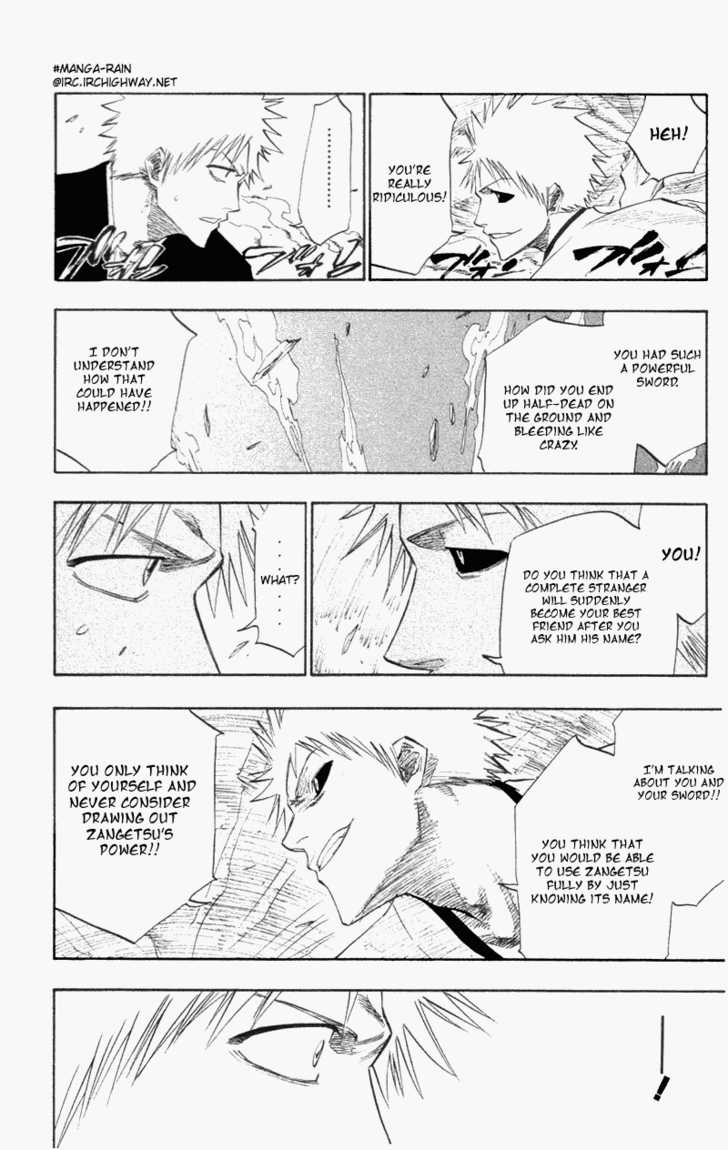 #MANGA-RAIN
@IRC.IRCHIGHWAY.NET
HEH!
YOU'RE
REALLY
RIDICULOUS!
..........
YOU HAD SUCH
A POWERFUL
SWORD.
HOW DID YOU END
UP HALF-DEAD ON
THE GROUND AND
BLEEDING LIKE
CRAZY.
I DON'T
UNDERSTAND
HOW THAT
COULD HAVE
HAPPENED!!
YOU!
DO YOU THINK THAT A
COMPLETE STRANGER
WILL SUDDENLY
BECOME YOUR BEST
FRIEND AFTER YOU
ASK HIM HIS NAME?
...
WHAT?
...
I'M TALKING
ABOUT YOU AND
YOUR SWORD!!
YOU THINK THAT
YOU WOULD BE ABLE
TO USE ZANGETSU
FULLY BY JUST
KNOWING ITS NAME!
YOU ONLY THINK
OF YOURSELF AND
NEVER CONSIDER
DRAWING OUT
ZANGETSU'S
POWER!!
!